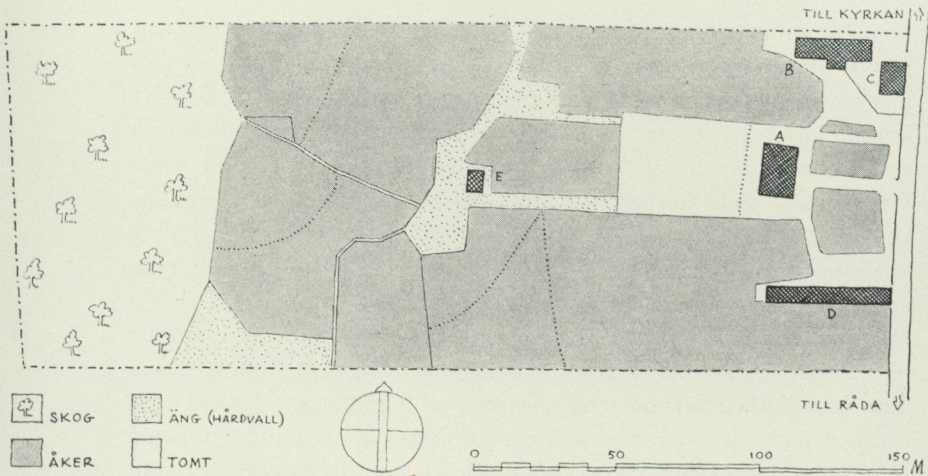 TILL KYRKAN
B
C
A
E
D
TILL RÅDA
SKOG
ÄNG (HÅRDVALL)
ÅKER
TOMT
0 50 100 150 M